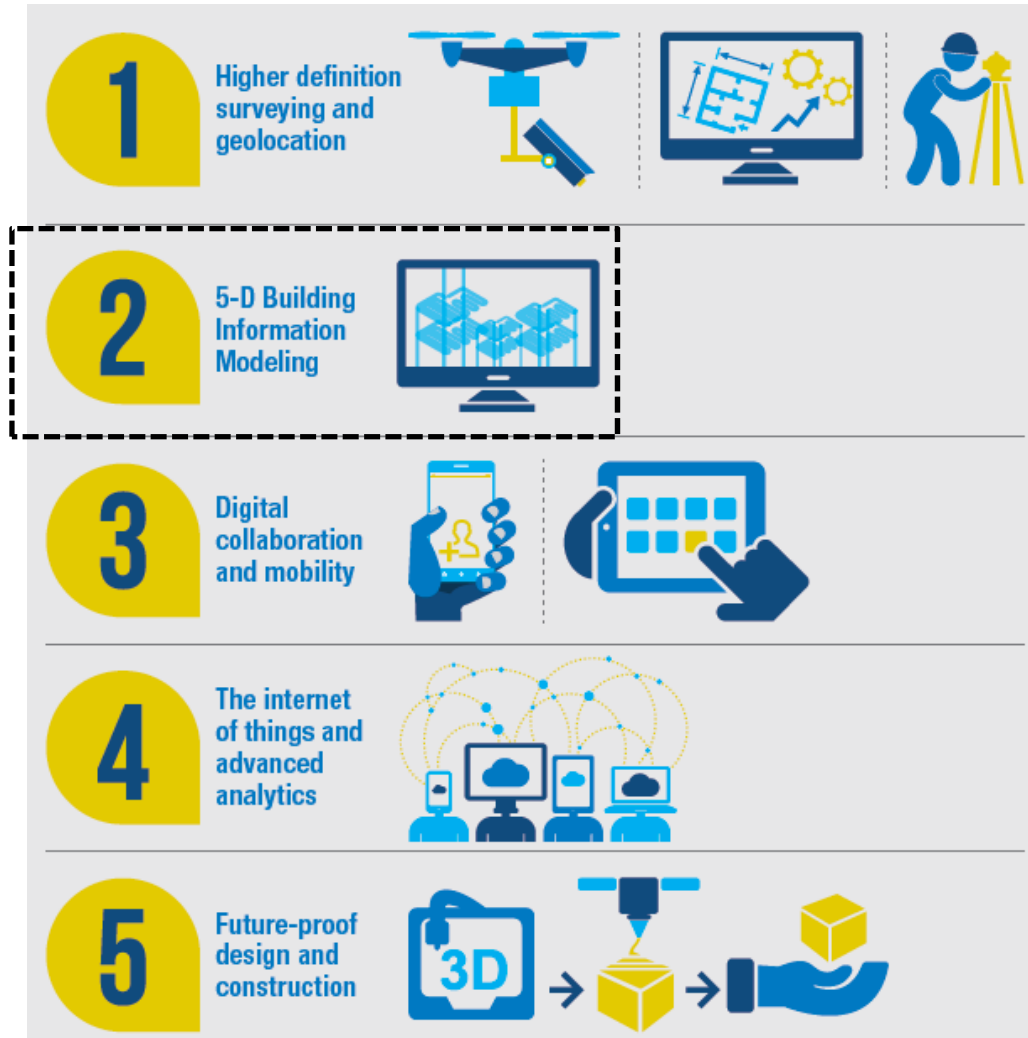 1
Higher definition
surveying and
geolocation
2
5-D Building
Information
Modeling
3
Digital
collaboration
and mobility
4
The internet
of things and
advanced
analytics
5
Future-proof
design and
construction
3D